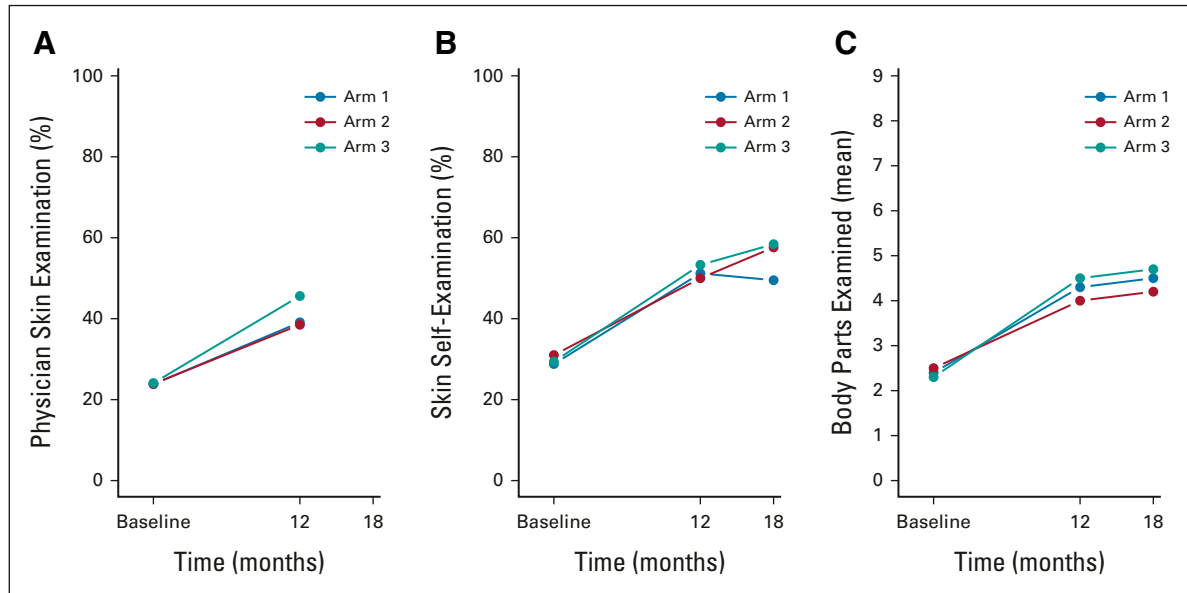 A
Physician Skin Examination (%)
100
80
60
40
20
0
Arm 1
Arm 2
Arm 3
Baseline
12
18
Time (months)
B
Skin Self-Examination (%)
100
80
60
40
20
0
Arm 1
Arm 2
Arm 3
Baseline
12
18
Time (months)
C
Body Parts Examined (mean)
9
8
7
6
5
4
3
2
1
0
Arm 1
Arm 2
Arm 3
Baseline
12
18
Time (months)